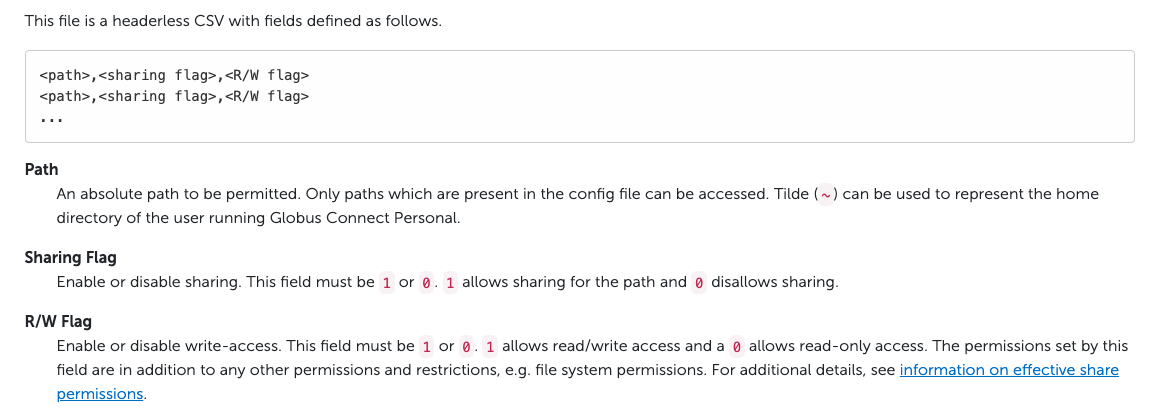 This file is a headerless CSV with fields defined as follows.
<path>,<sharing flag>,<R/W flag>
<path>,<sharing flag>,<R/W flag>
...
Path
An absolute path to be permitted. Only paths which are present in the config file can be accessed. Tilde (~) can be used to represent the home
directory of the user running Globus Connect Personal.
Sharing Flag
Enable or disable sharing. This field must be 1 or 0. 1 allows sharing for the path and 0 disallows sharing.
R/W Flag
Enable or disable write-access. This field must be 1 or 0. 1 allows read/write access and a 0 allows read-only access. The permissions set by this
field are in addition to any other permissions and restrictions, e.g. file system permissions. For additional details, see information on effective share
permissions.